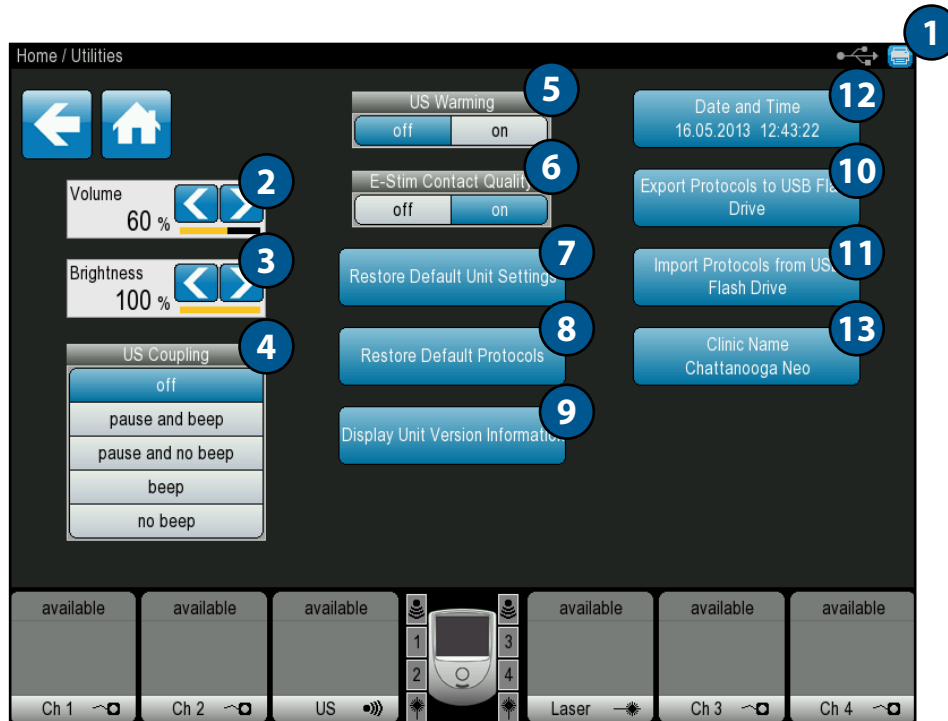 1
Home / Utilities
5
US Warming
off on
12
Date and Time
16.05.2013 12:43:22
2
Volume
60 %
6
E-Stim Contact Quality
off on
10
Export Protocols to USB Flash
Drive
3
Brightness
100 %
7
Restore Default Unit Settings
11
Import Protocols from USB
Flash Drive
4
US Coupling
off
pause and beep
pause and no beep
beep
no beep
8
Restore Default Protocols
13
Clinic Name
Chattanooga Neo
9
Display Unit Version Information
available available available available available available
1 3
2 4
Ch 1 Ch 2 US Laser Ch 3 Ch 4